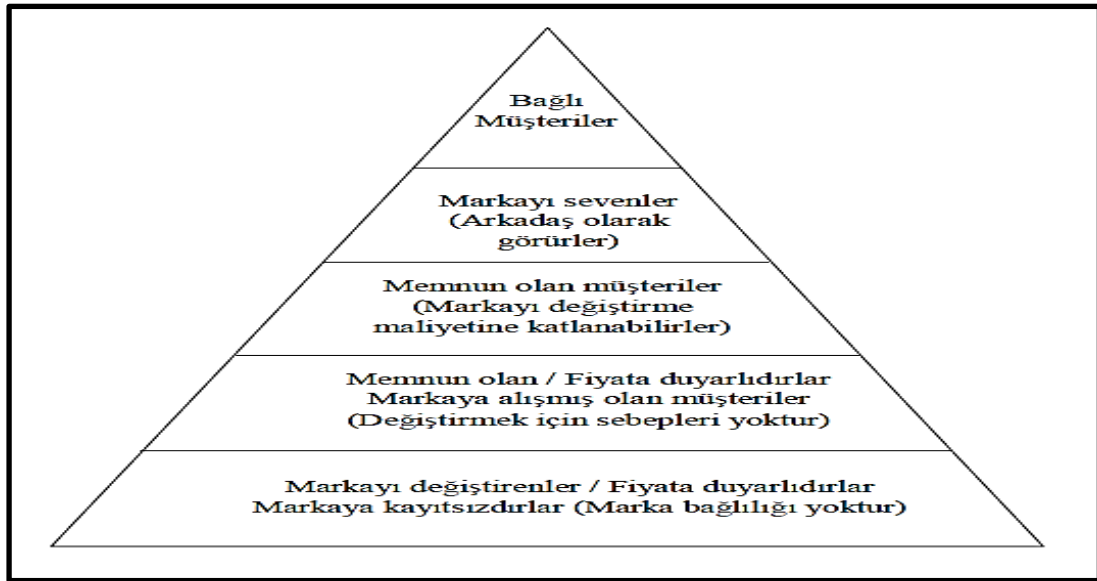 Bağlı
Müşteriler
Markayı sevenler
(Arkadaş olarak
görürler)
Memnun olan müşteriler
(Markayı değiştirme
maliyetine katlanabilirler)
Memnun olan / Fiyata duyarlıdırlar
Markaya alışmış olan müşteriler
(Değiştirmek için sebepleri yoktur)
Markayı değiştirenler / Fiyata duyarlıdırlar
Markaya kayıtsızdırlar (Marka bağlılığı yoktur)